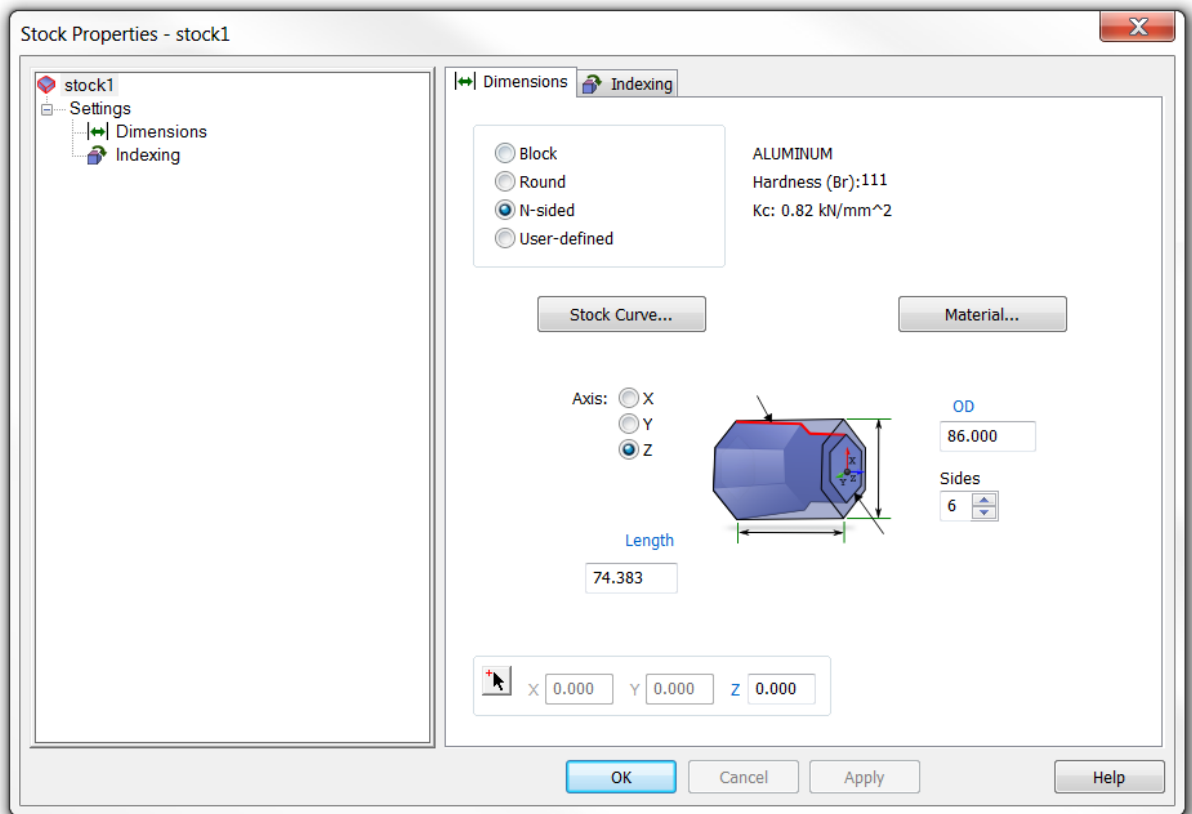 Stock Properties - stock1
stock1
Settings
Dimensions
Indexing
Dimensions
Indexing
Block
Round
N-sided
User-defined
ALUMINUM
Hardness (Br):111
Kc: 0.82 kN/mm^2
Stock Curve...
Material...
Axis:
X
Y
Z
X
Y
Z
OD
86.000
Sides
6
Length
74.383
X 0.000 Y 0.000 Z 0.000
OK Cancel Apply Help